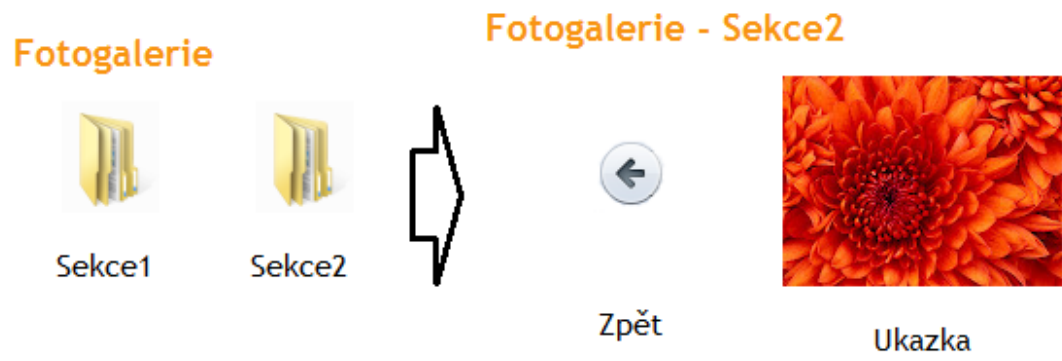 Fotogalerie
Sekce1
Sekce2
Fotogalerie - Sekce2
Zpět
Ukazka